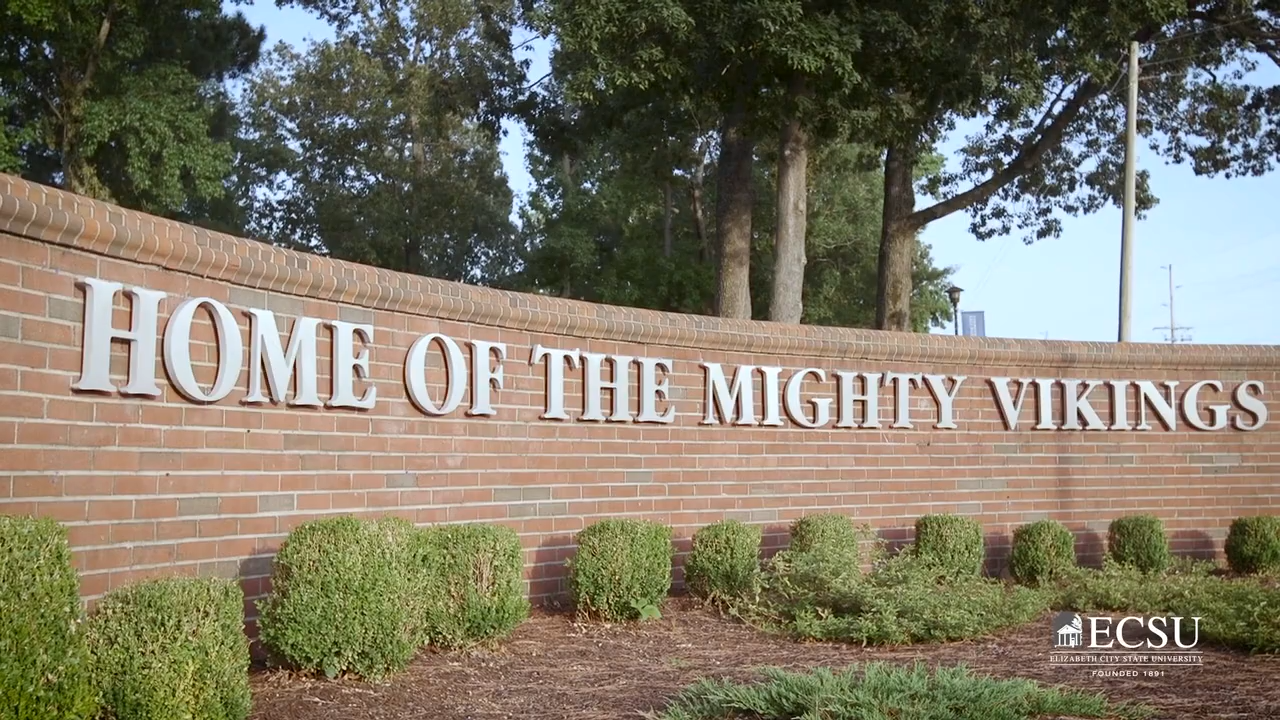 HOME OF THE MIGHTY VIKINGS
ECSU
ELIZABETH CITY STATE UNIVERSITY
FOUNDED 1891